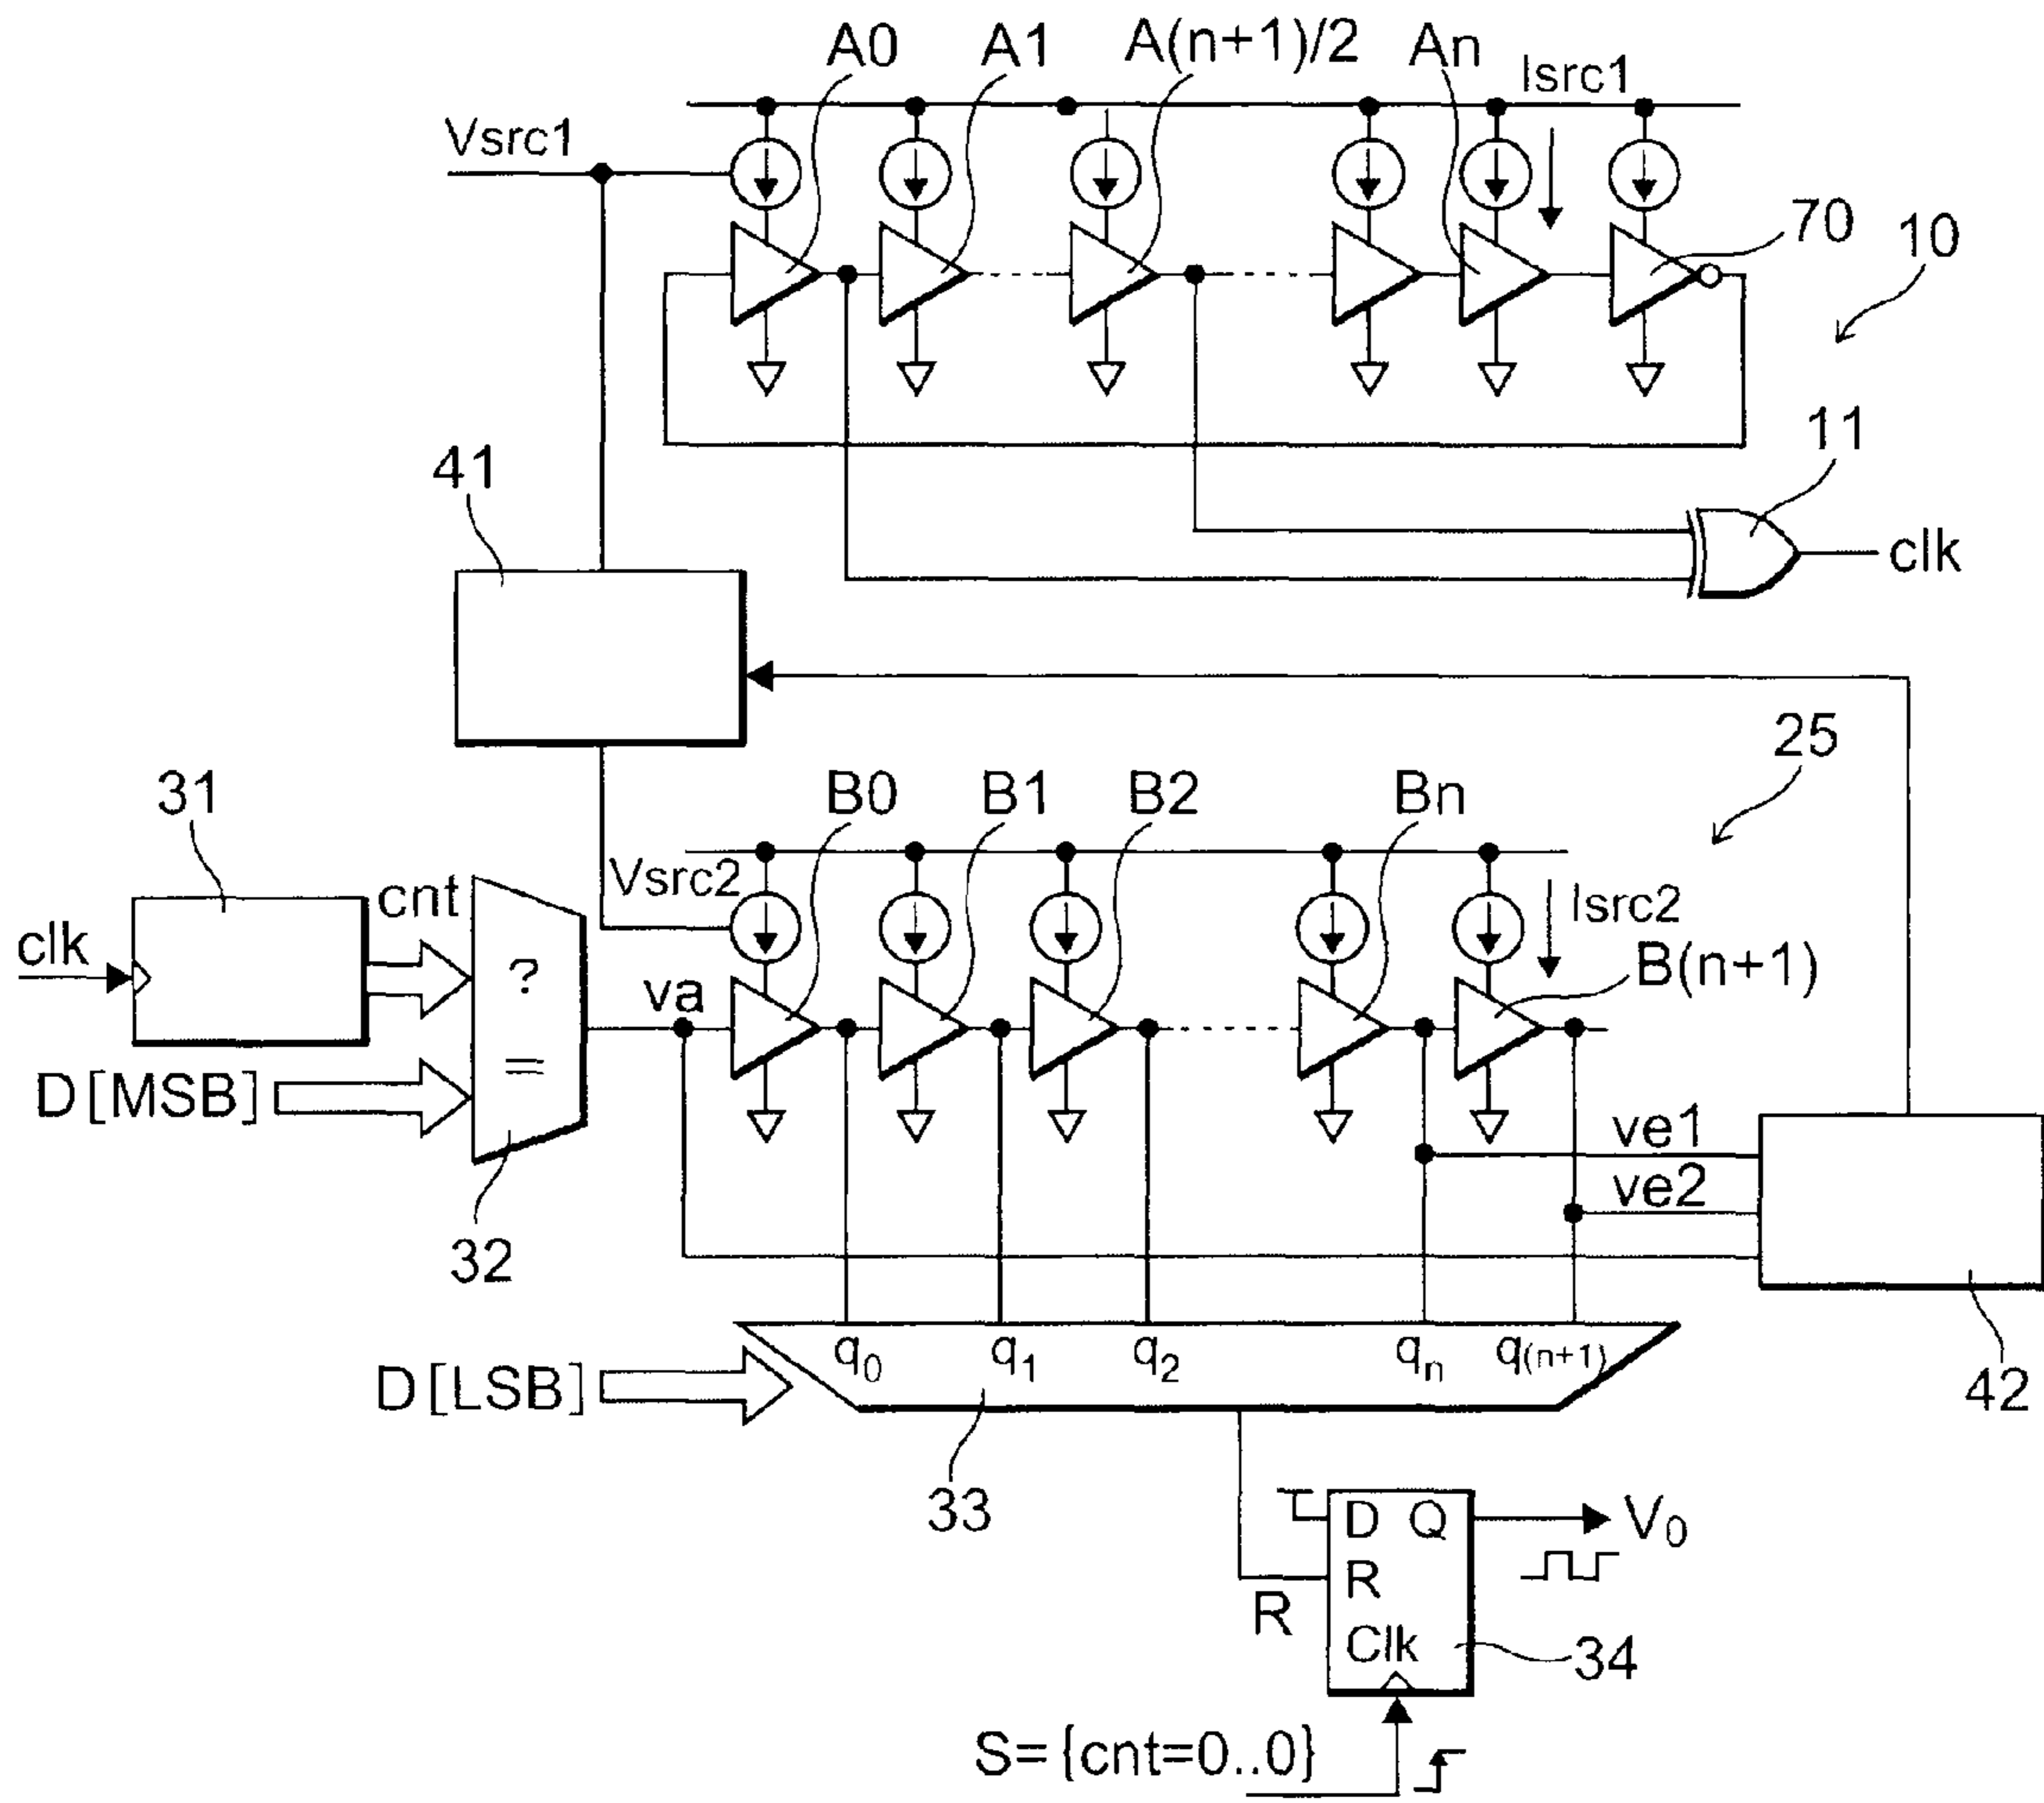 A0
A1
A(n+1)/2
An
Isrc1
Vsrc1
70
10
11
clk
41
25
31
B0
B1
B2
Bn
Vsrc2
Isrc2
B(n+1)
clk
cnt
?
=
va
D[MSB]
ve1
ve2
32
q0
q1
q2
qn
q(n+1)
D[LSB]
42
33
D Q
V0
R
R
Clk
34
S={cnt=0..0}